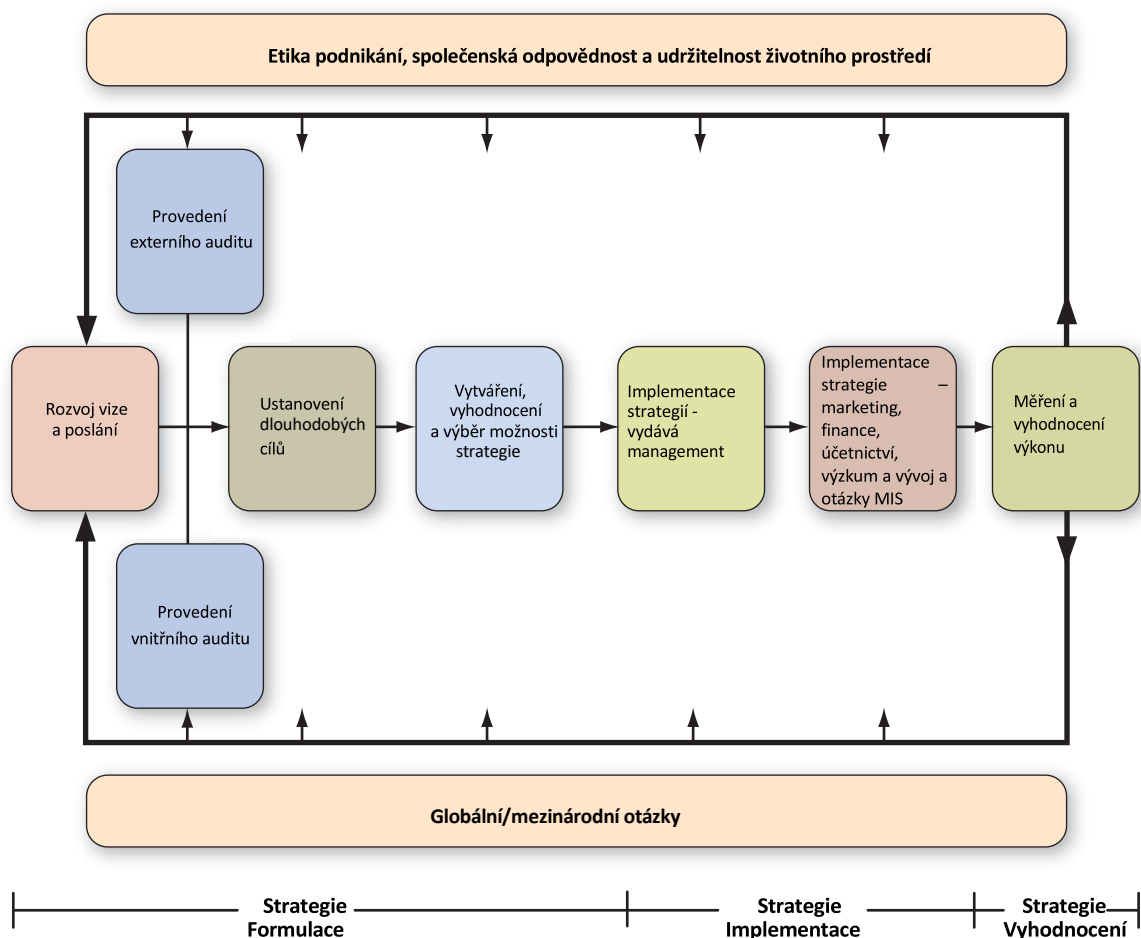 Etika podnikání, společenská odpovědnost a udržitelnost životního prostředí
Provedení
externího auditu
Rozvoj vize
a poslání
Ustanovení
dlouhodobých
cílů
Vytváření,
vyhodnocení
a výběr možnosti
strategie
Implementace
strategií -
vydává
management
Implementace
strategie –
marketing,
finance,
účetnictví,
výzkum a vývoj a
otázky MIS
Měření a
vyhodnocení
výkonu
Provedení
vnitřního auditu
Globální/mezinárodní otázky
Strategie
Formulace
Strategie
Implementace
Strategie
Vyhodnocení